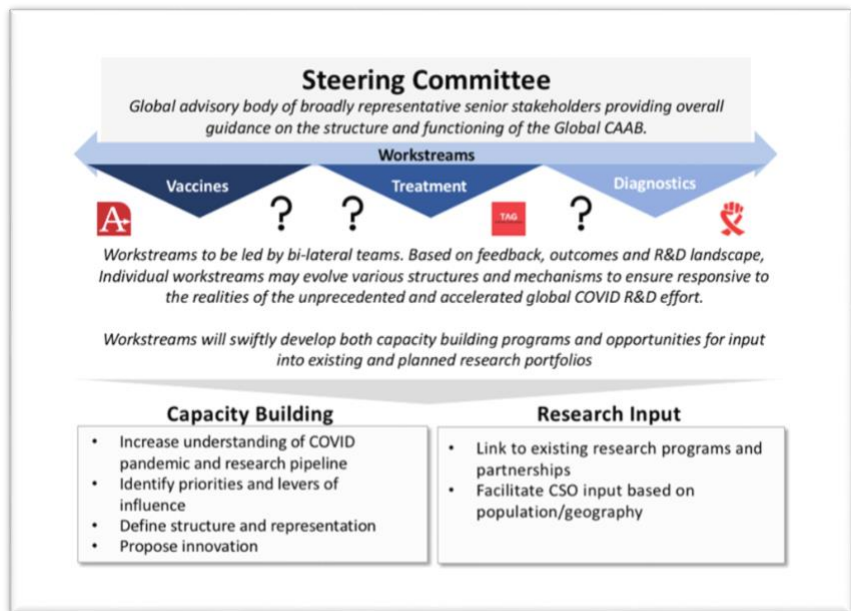 Steering Committee
Global advisory body of broadly representative senior stakeholders providing overall
guidance on the structure and functioning of the Global CAAB.
Workstreams
Vaccines
Treatment
Diagnostics
A
?
?
TAG
?
Workstreams to be led by bi-lateral teams. Based on feedback, outcomes and R&D landscape,
Individual workstreams may evolve various structures and mechanisms to ensure responsive to
the realities of the unprecedented and accelerated global COVID R&D effort.
Workstreams will swiftly develop both capacity building programs and opportunities for input
into existing and planned research portfolios
Capacity Building
• Increase understanding of COVID
pandemic and research pipeline
• Identify priorities and levers of
influence
• Define structure and representation
• Propose innovation
Research Input
• Link to existing research programs and
partnerships
• Facilitate CSO input based on
population/geography